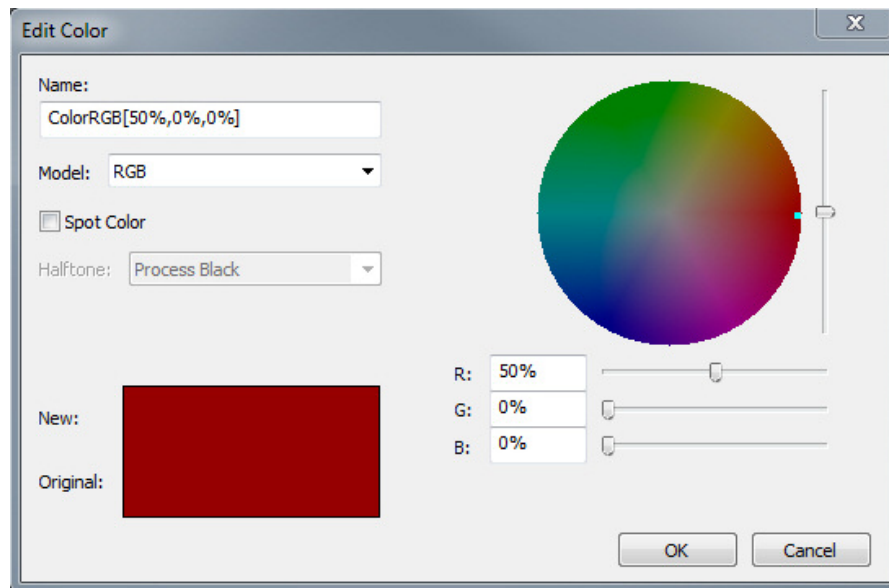 Edit Color
Name:
ColorRGB[50%,0%,0%]
Model: RGB
Spot Color
Halftone: Process Black
R: 50%
G: 0%
B: 0%
New:
Original:
OK Cancel